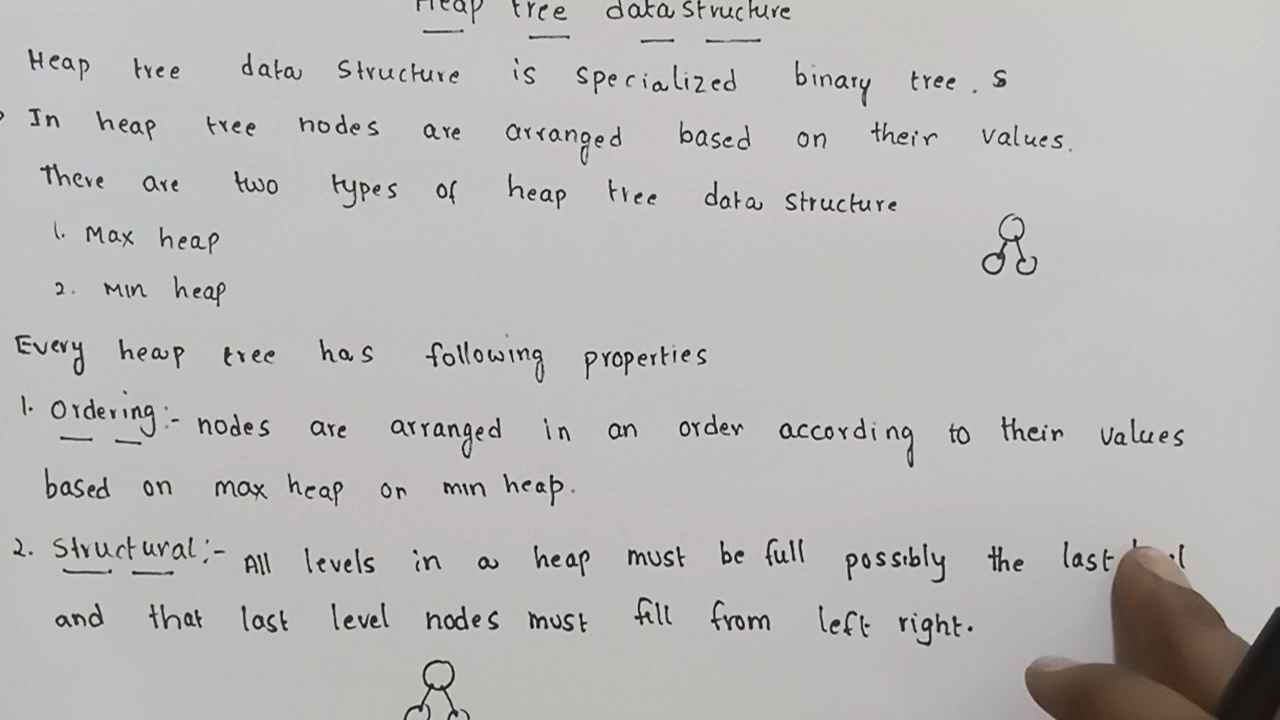 Heap tree data structure
Heap tree data structure is specialized binary tree. s
In heap tree nodes are arranged based on their values.
There are two types of heap tree data structure
1. Max heap
2. Min heap
Every heap tree has following properties
1. Ordering:- nodes are arranged in an order according to their values
based on max heap or min heap.
2. Structural:- All levels in a heap must be full possibly the last
and that last level nodes must fill from left right.